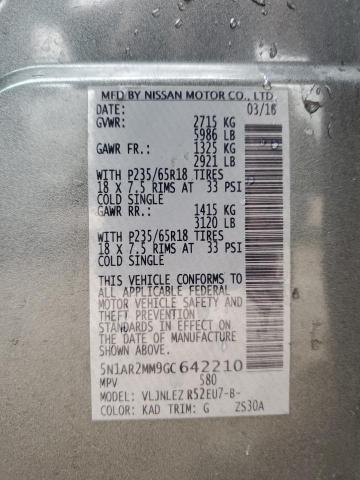 MFD BY NISSAN MOTOR CO., LTD.
DATE: 03/16
GVWR: 2715 KG
5986 LB
GAWR FR.: 1325 KG
2921 LB
WITH P235/65R18 TIRES
18 X 7.5 RIMS AT 33 PSI
COLD SINGLE
GAWR RR.: 1415 KG
3120 LB
WITH P235/65R18 TIRES
18 X 7.5 RIMS AT 33 PSI
COLD SINGLE
THIS VEHICLE CONFORMS TO
ALL APPLICABLE FEDERAL
MOTOR VEHICLE SAFETY AND
THEFT PREVENTION
STANDARDS IN EFFECT ON
THE DATE OF MANUFACTURE
SHOWN ABOVE.
5N1AR2MM9GC642210
MPV S80
MODEL: VLJNLEZ R52EU7-B-
COLOR: KAD TRIM: G ZS30A